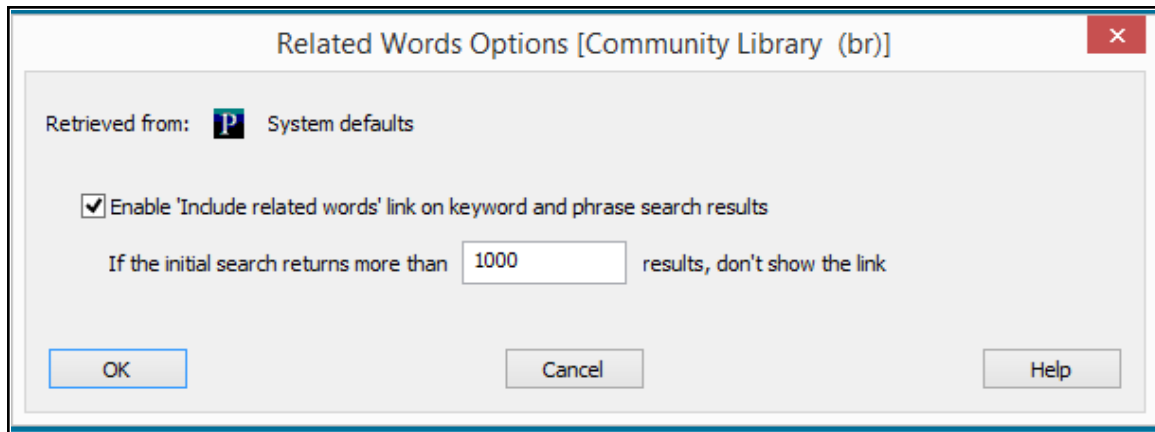 Related Words Options [Community Library  (br)]
Retrieved from: P System defaults
Enable 'Include related words' link on keyword and phrase search results
If the initial search returns more than 1000 results, don't show the link
OK Cancel Help